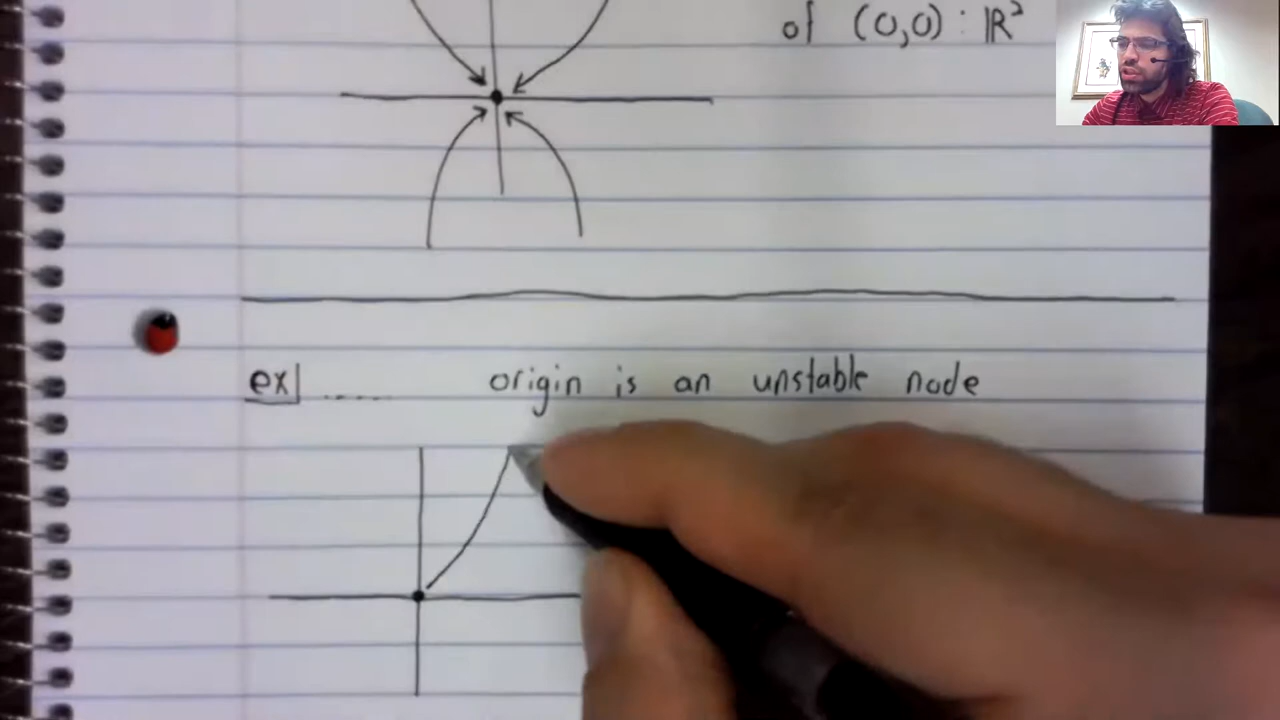 of (0,0) : ℝ²
ex ..... origin is an unstable node